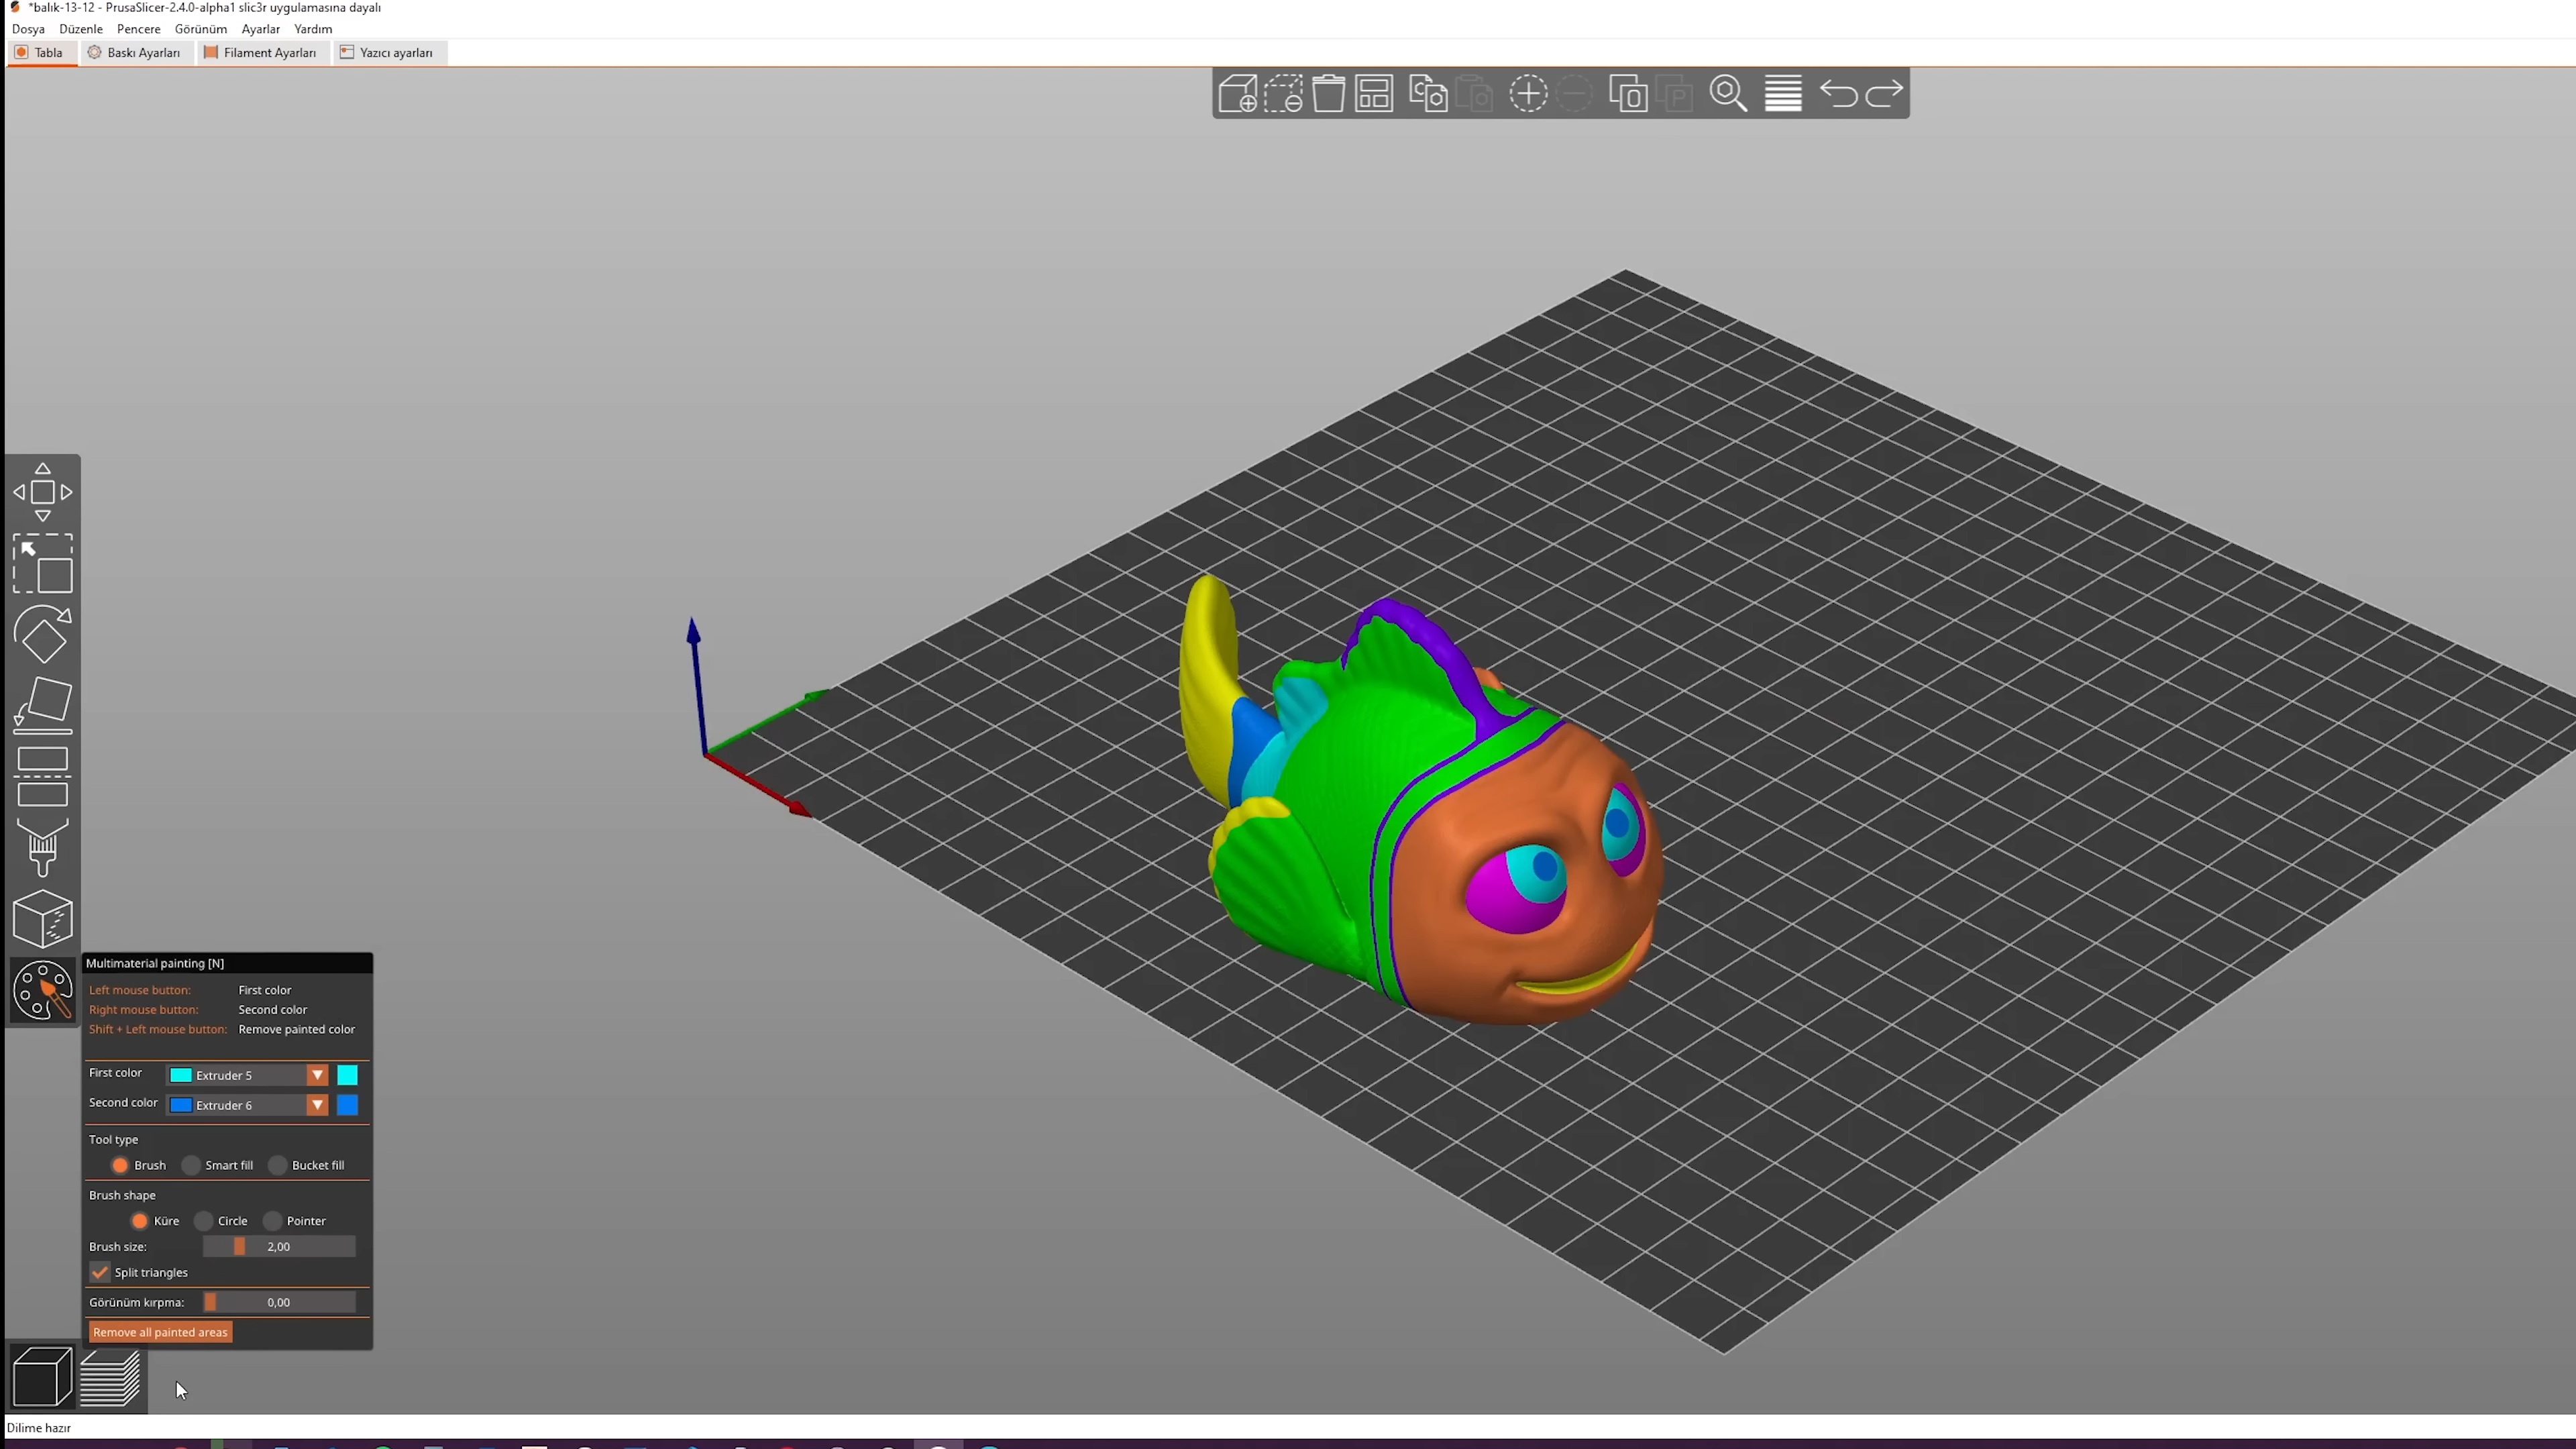 *balık-13-12 - PrusaSlicer-2.4.0-alpha1 slic3r uygulamasına dayalı
Dosya Düzenle Pencere Görünüm Ayarlar Yardım
Tabla Baskı Ayarları Filament Ayarları Yazıcı ayarları
Multimaterial painting [N]
Left mouse button: First color
Right mouse button: Second color
Shift + Left mouse button: Remove painted color
First color Extruder 5
Second color Extruder 6
Tool type
Brush Smart fill Bucket fill
Brush shape
Küre Circle Pointer
Brush size: 2,00
Split triangles
Görünüm kırpma: 0,00
Remove all painted areas
Dilime hazır